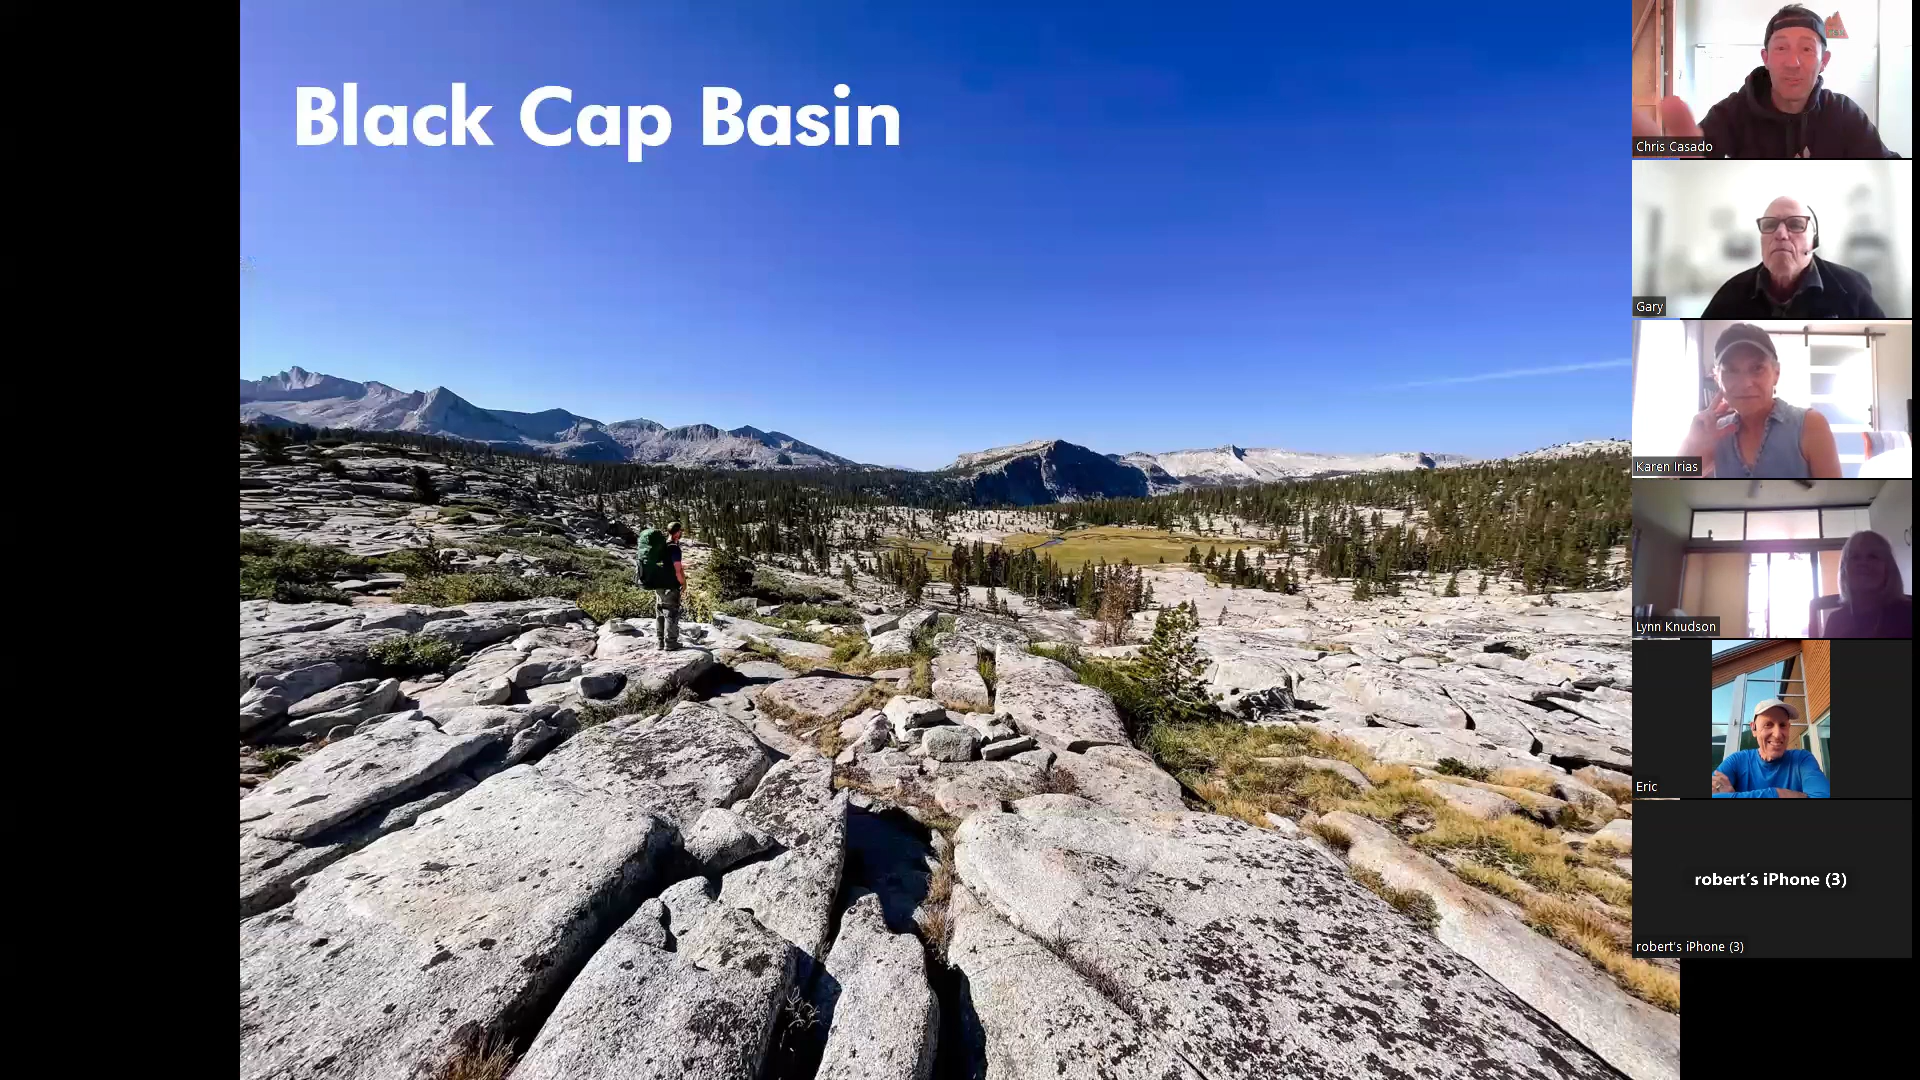 Black Cap Basin
Chris Casado
Gary
Karen Irias
Lynn Knudson
Eric
robert's iPhone (3)
robert's iPhone (3)